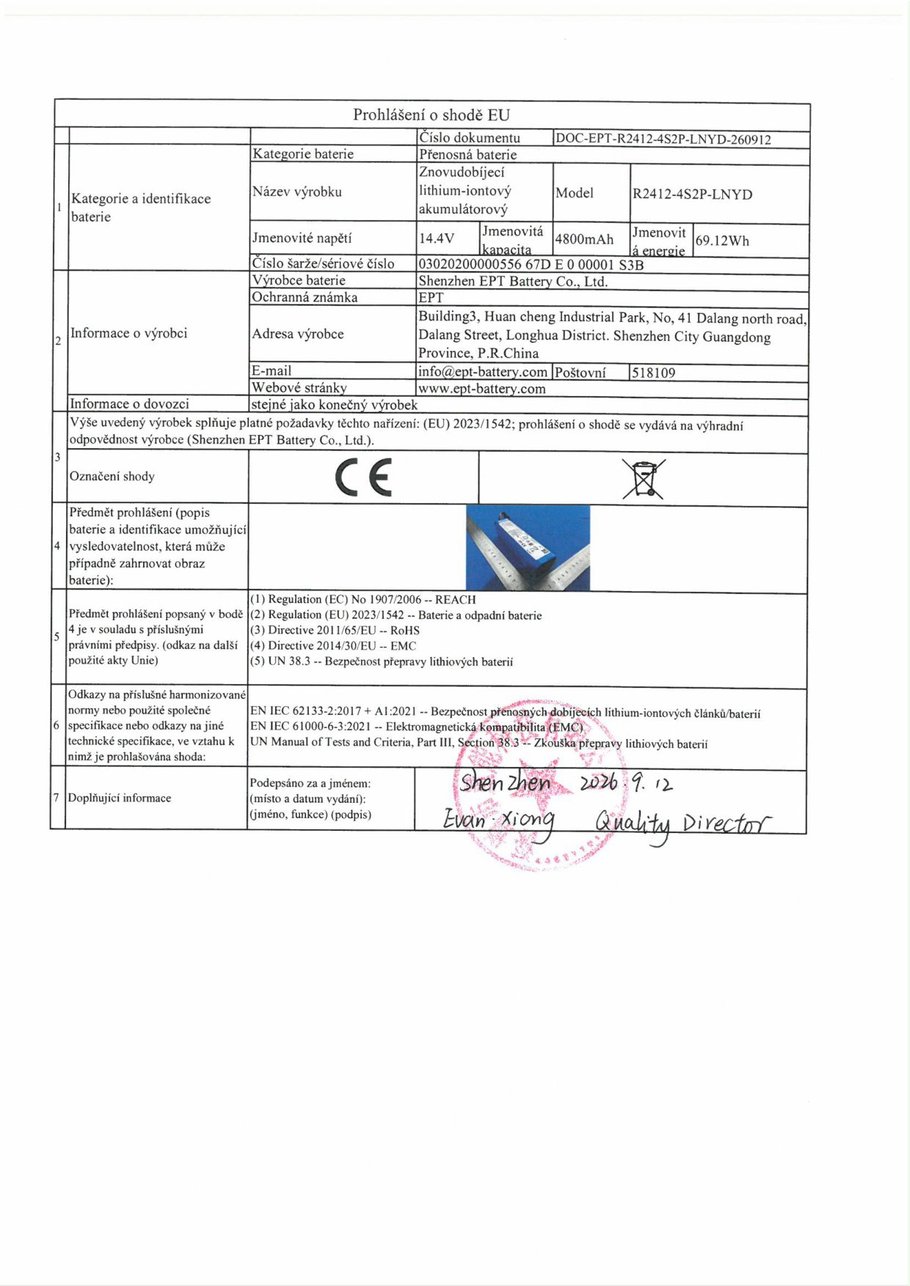 Prohlášení o shodě EU
Číslo dokumentu DOC-EPT-R2412-4S2P-LNYD-260912
1 Kategorie a identifikace baterie
Kategorie baterie Přenosná baterie
Název výrobku Znovudobíjecí lithium-iontový akumulátorový Model R2412-4S2P-LNYD
Jmenovité napětí 14.4V Jmenovitá kapacita 4800mAh Jmenovitá energie 69.12Wh
Číslo šarže/sériové číslo 03020200000556 67D E 0 00001 S3B
2 Informace o výrobci
Výrobce baterie Shenzhen EPT Battery Co., Ltd.
Ochranná známka EPT
Adresa výrobce
Building3, Huan cheng Industrial Park, No, 41 Dalang north road,
Dalang Street, Longhua District. Shenzhen City Guangdong
Province, P.R.China
E-mail info@ept-battery.com Poštovní 518109
Webové stránky www.ept-battery.com
Informace o dovozci stejné jako konečný výrobek
3
Výše uvedený výrobek splňuje platné požadavky těchto nařízení: (EU) 2023/1542; prohlášení o shodě se vydává na výhradní
odpovědnost výrobce (Shenzhen EPT Battery Co., Ltd.).
Označení shody CE
4
Předmět prohlášení (popis
baterie a identifikace umožňující
vysledovatelnost, která může
případně zahrnovat obraz
baterie):
5
Předmět prohlášení popsaný v bodě
4 je v souladu s příslušnými
právními předpisy. (odkaz na další
použité akty Unie)
(1) Regulation (EC) No 1907/2006 -- REACH
(2) Regulation (EU) 2023/1542 -- Baterie a odpadní baterie
(3) Directive 2011/65/EU -- RoHS
(4) Directive 2014/30/EU -- EMC
(5) UN 38.3 -- Bezpečnost přepravy lithiových baterií
6
Odkazy na příslušné harmonizované
normy nebo použité společné
specifikace nebo odkazy na jiné
technické specifikace, ve vztahu k
nimž je prohlašována shoda:
EN IEC 62133-2:2017 + A1:2021 -- Bezpečnost přenosných dobíjecích lithium-iontových článků/baterií
EN IEC 61000-6-3:2021 -- Elektromagnetická kompatibilita (EMC)
UN Manual of Tests and Criteria, Part III, Section 38.3 -- Zkouška přepravy lithiových baterií
7 Doplňující informace
Podepsáno za a jménem:
(místo a datum vydání):
(jméno, funkce) (podpis)
Shenzhen 2026.9.12
Evan.Xiong Quality Director